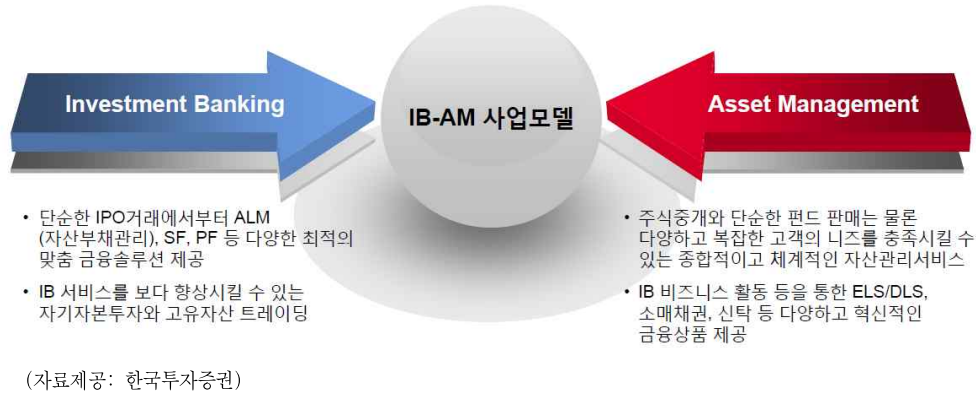 Investment Banking
IB-AM 사업모델
Asset Management
• 단순한 IPO거래에서부터 ALM
(자산부채관리), SF, PF 등 다양한 최적의
맞춤 금융솔루션 제공
• IB 서비스를 보다 향상시킬 수 있는
자기자본투자와 고유자산 트레이딩
• 주식중개와 단순한 펀드 판매는 물론
다양하고 복잡한 고객의 니즈를 충족시킬 수
있는 종합적이고 체계적인 자산관리서비스
• IB 비즈니스 활동 등을 통한 ELS/DLS,
소매채권, 신탁 등 다양하고 혁신적인
금융상품 제공
(자료제공: 한국투자증권)